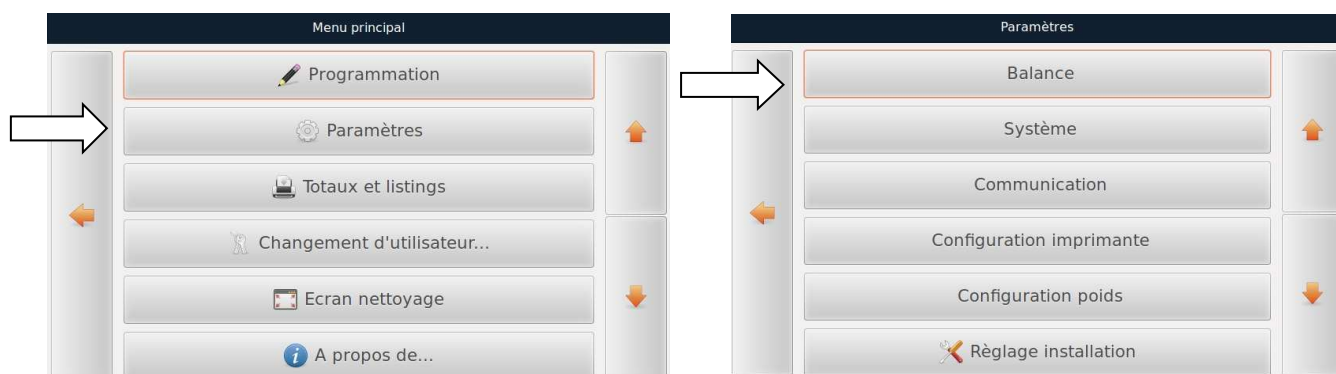 Menu principal
Programmation
Paramètres
Totaux et listings
Changement d'utilisateur...
Ecran nettoyage
A propos de...
Paramètres
Balance
Système
Communication
Configuration imprimante
Configuration poids
Règlage installation